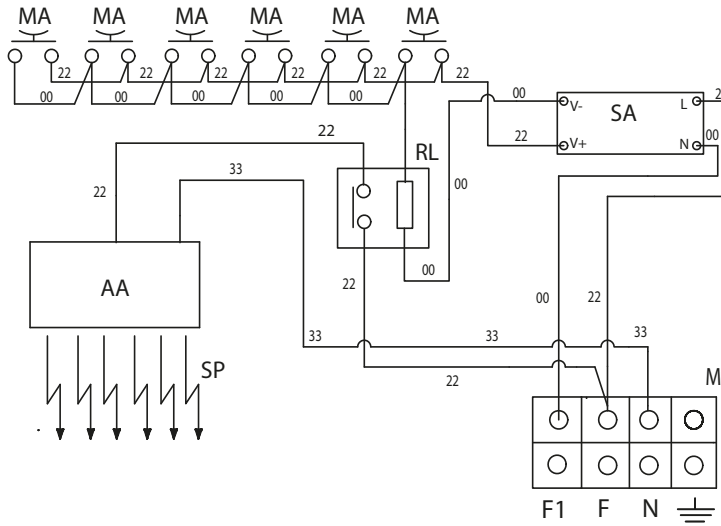 MA MA MA MA MA MA
22 22 22 22 22 22
00 00 00 00 00
00
V- SA L 2
22 V+ N 00
22 RL
33 00
22
00
AA 22 00 22
33 33 33
SP
22
M
F1 F N